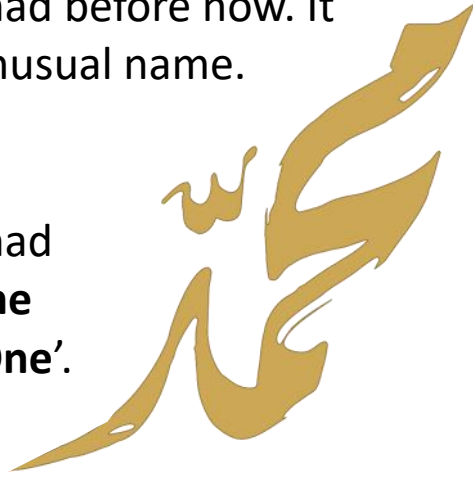 ad before now. It
nusual name.
ad
he
One’.
محمد